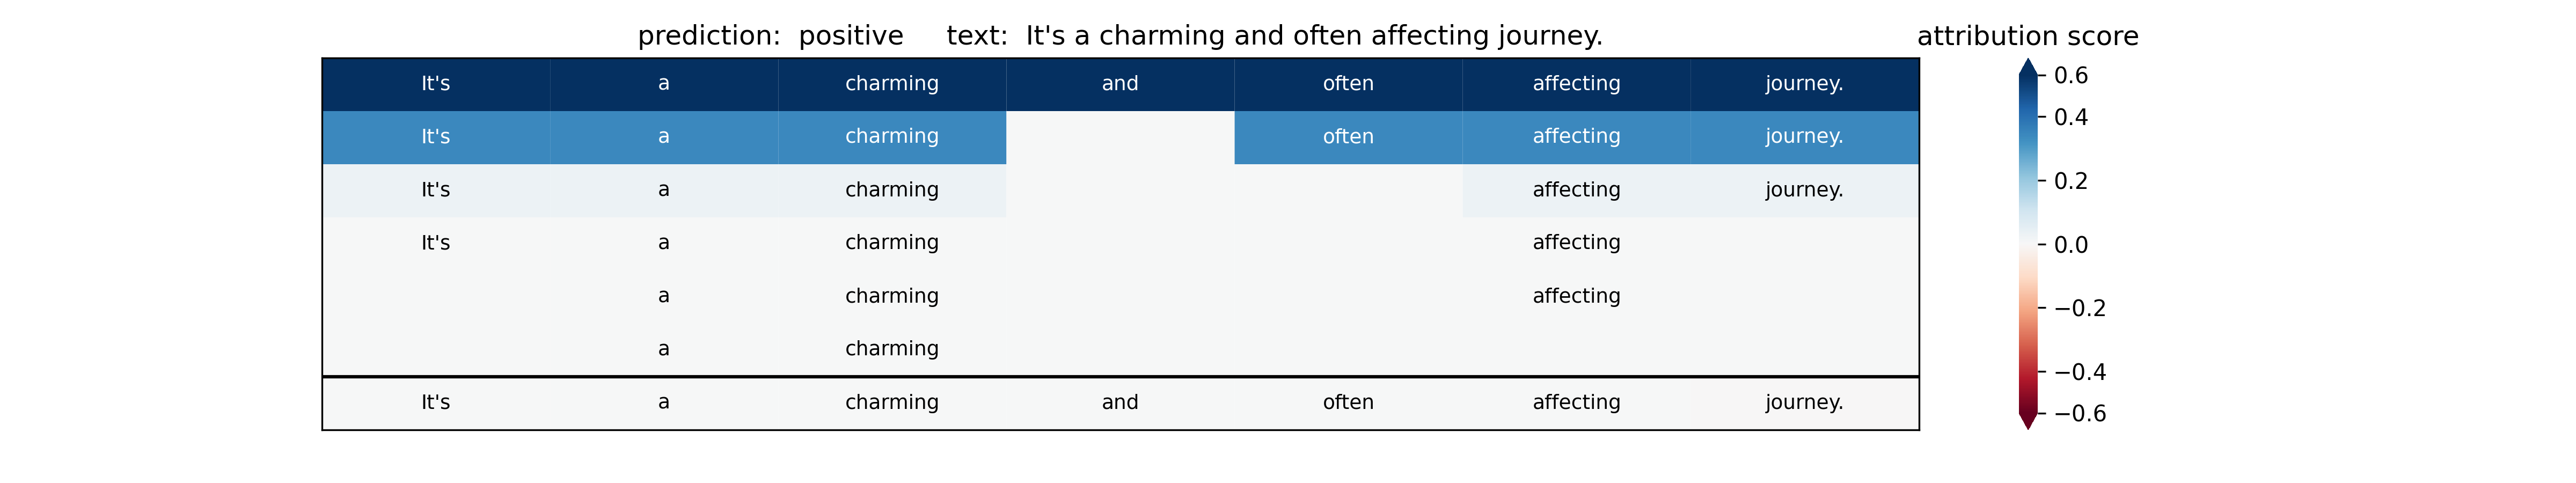 prediction: positive text: It's a charming and often affecting journey.
attribution score
It's a charming and often affecting journey.
It's a charming often affecting journey.
It's a charming affecting journey.
It's a charming affecting
a charming affecting
a charming
It's a charming and often affecting journey.
0.6
0.4
0.2
0.0
−0.2
−0.4
−0.6